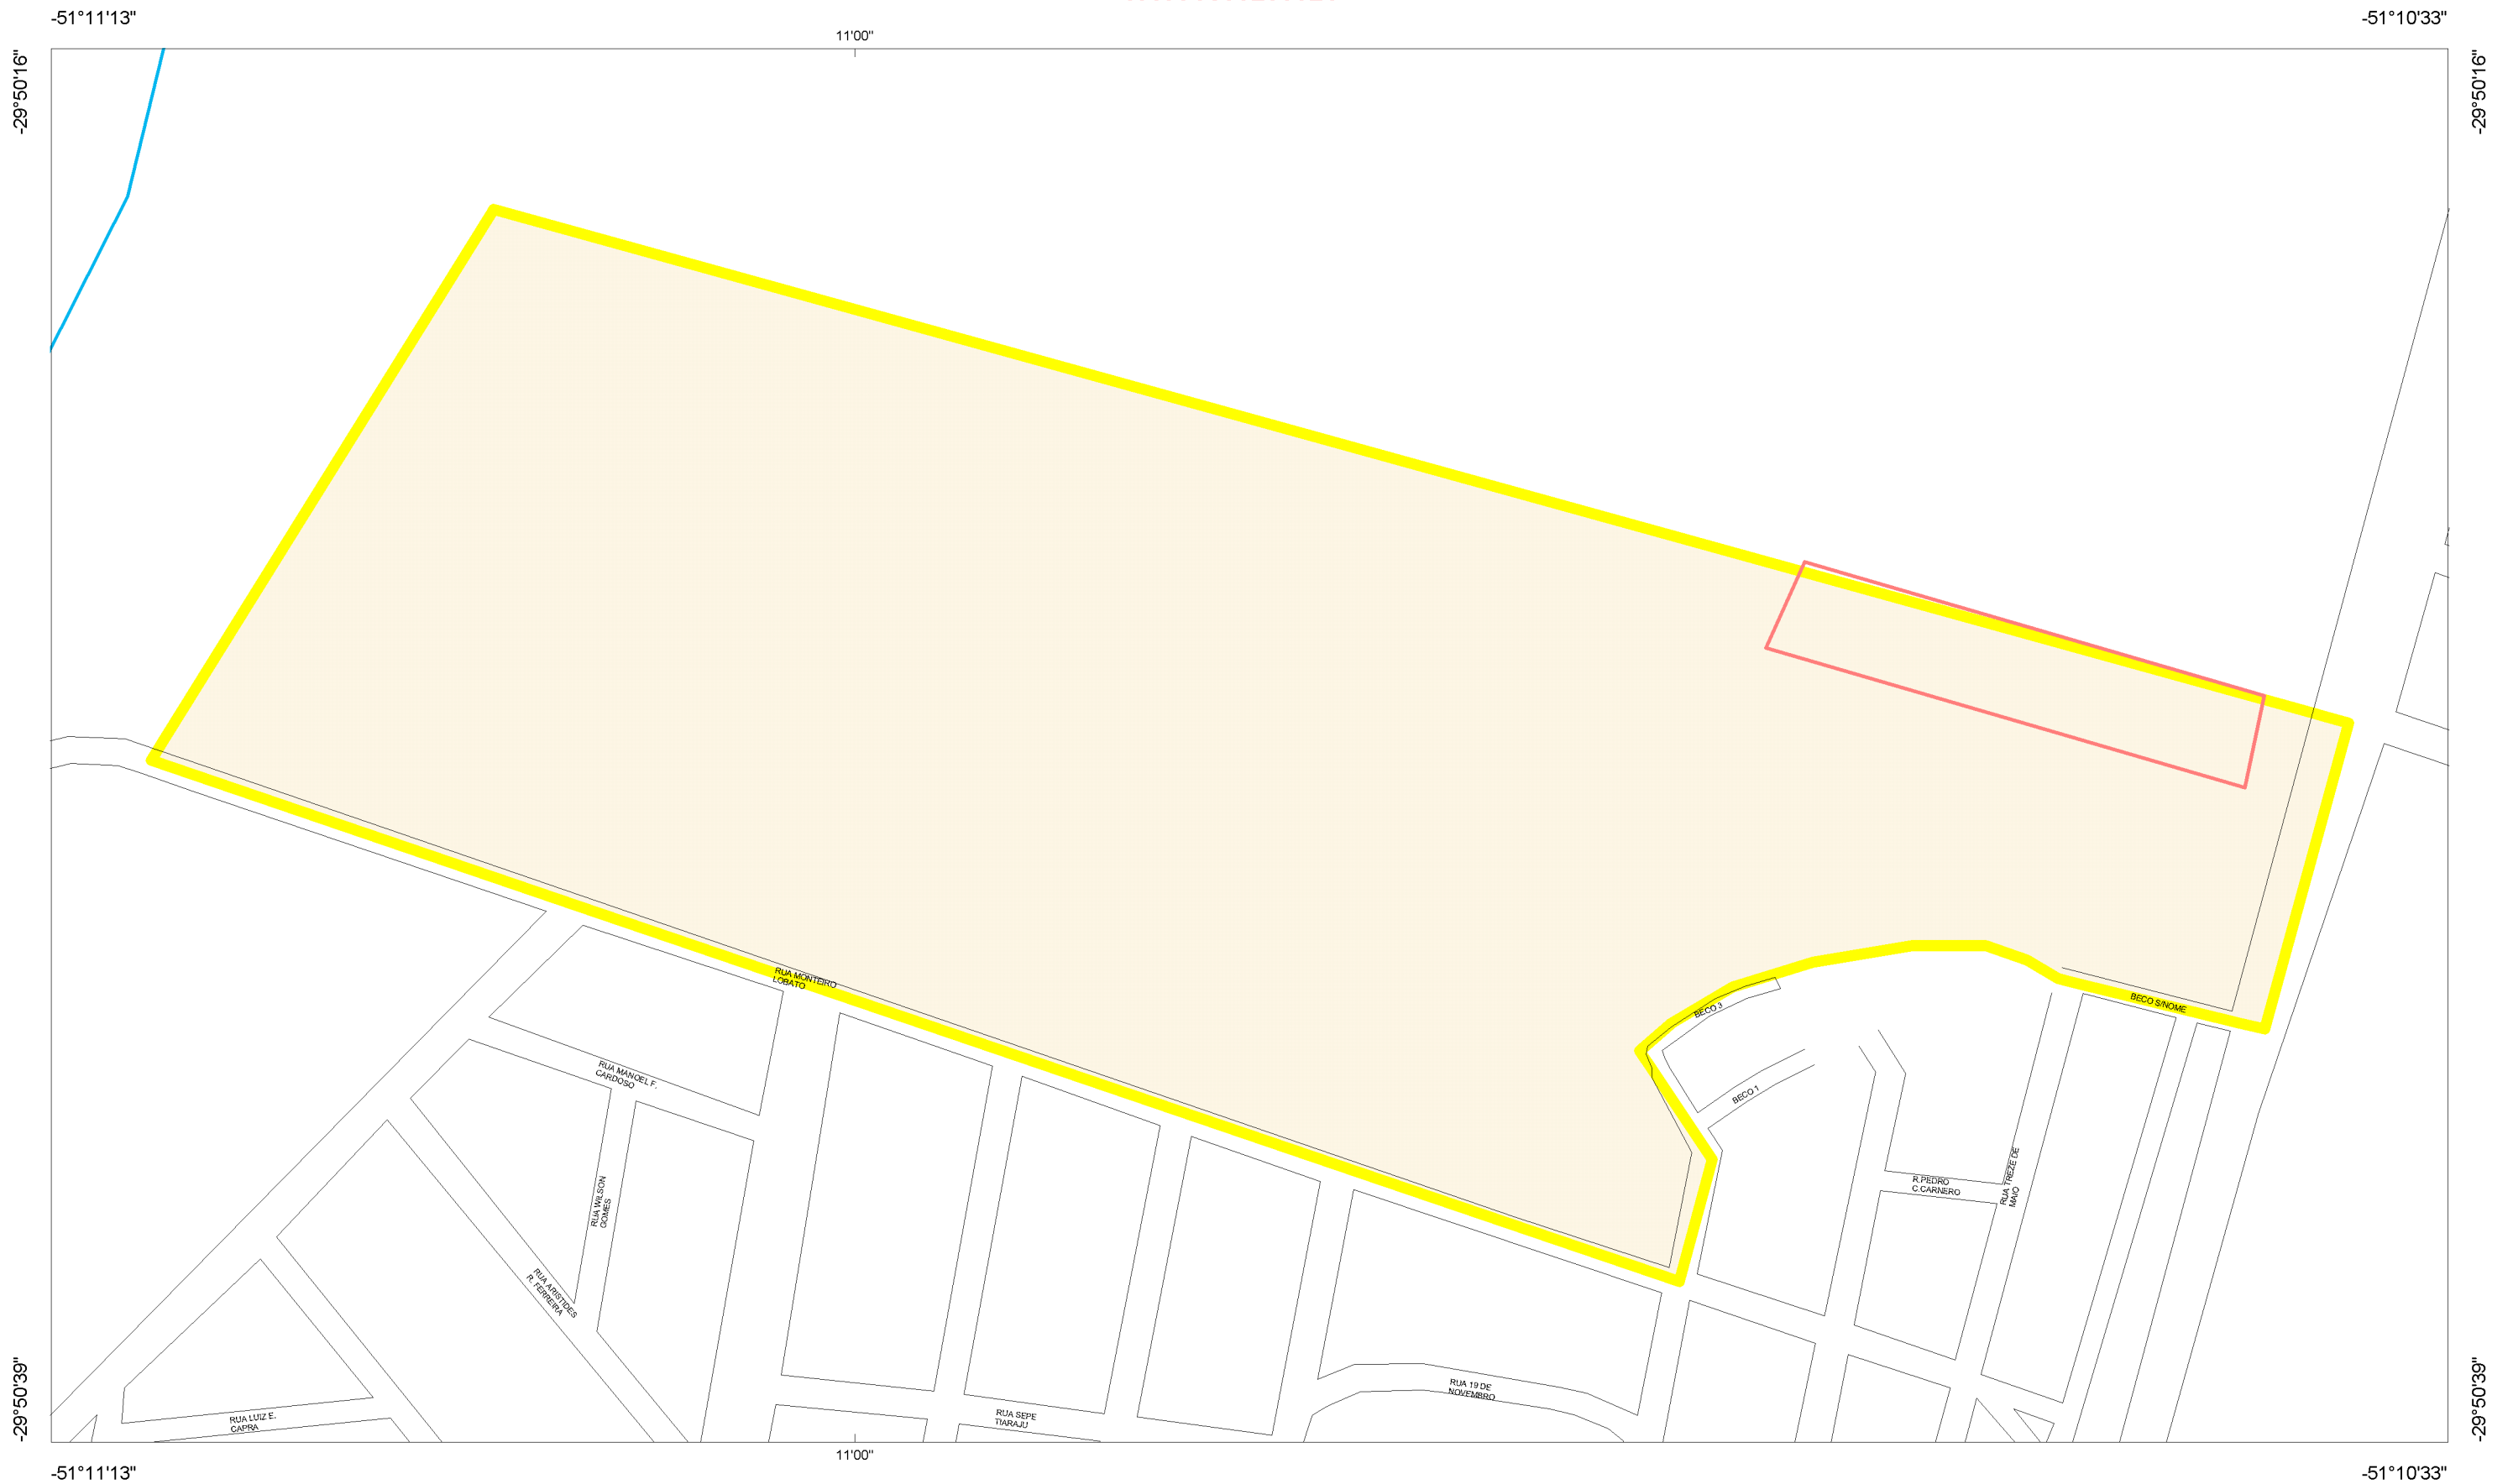 -51°11'13"
-51°10'33"
11'00"
-29°50'16"
-29°50'16"
RUA MONTEIRO
LOBATO
BECO S/NOME
BECO 3
BECO 1
RUA MANOEL F.
CARDOSO
RUA WILSON
GOMES
R.PEDRO
C.CARNERO
RUA TREZE DE
MAIO
RUA ARISTIDES
R. FERREIRA
RUA 19 DE
NOVEMBRO
RUA LUIZ E.
CAPRA
RUA SEPE
TIARAJU
-29°50'39"
-29°50'39"
11'00"
-51°11'13"
-51°10'33"